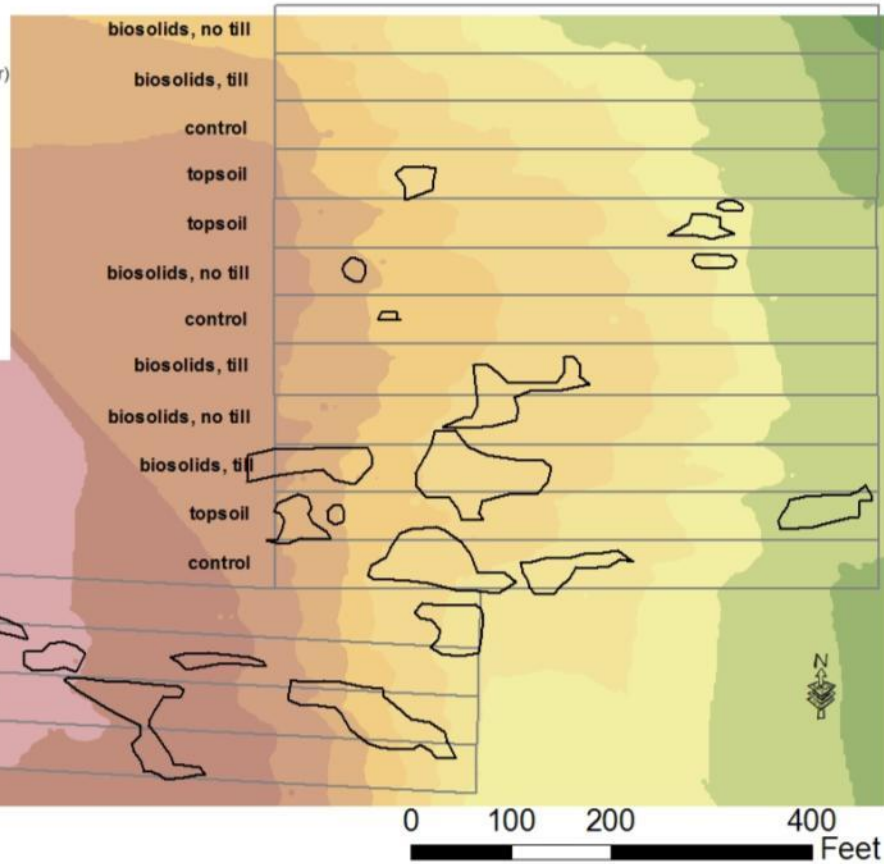 biosolids, no till
r)
biosolids, till
control
topsoil
topsoil
biosolids, no till
control
biosolids, till
biosolids, no till
biosolids, till
topsoil
control
N
0 100 200 400
Feet